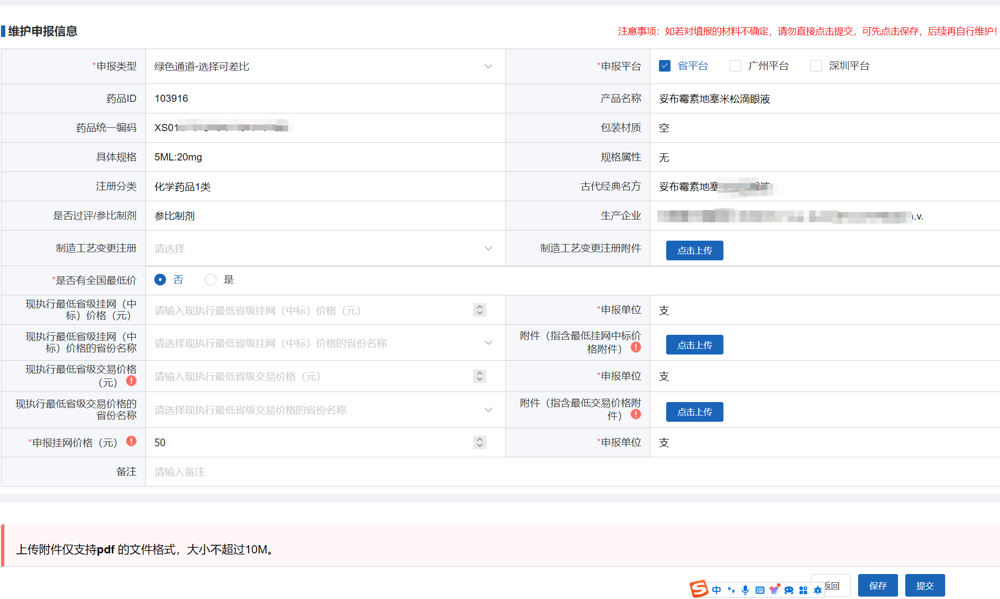 维护申报信息
注意事项：如若对填报的材料不确定，请勿直接点击提交，可先点击保存，后续再自行维护！
*申报类型 绿色通道-选择可差比 *申报平台 省平台 广州平台 深圳平台
药品ID 103916 产品名称 妥布霉素地塞米松滴眼液
药品统一编码 XS01 包装材质 空
具体规格 5ML:20mg 规格属性 无
注册分类 化学药品1类 古代经典名方 妥布霉素地塞
是否过评/参比制剂 参比制剂 生产企业 .v.
制造工艺变更注册 请选择 制造工艺变更注册附件 点击上传
*是否有全国最低价 否 是
现执行最低省级挂网（中
标）价格（元） 请输入现执行最低省级挂网（中标）价格（元） *申报单位 支
现执行最低省级挂网（中
标）价格的省份名称 请选择现执行最低省级挂网（中标）价格的省份名称 附件（指含最低挂网中标价
格附件） 点击上传
现执行最低省级交易价格
（元） 请输入现执行最低省级交易价格（元） *申报单位 支
现执行最低省级交易价格的
省份名称 请选择现执行最低省级交易价格的省份名称 附件（指含最低交易价格附
件） 点击上传
*申报挂网价格（元） 50 *申报单位 支
备注 请输入备注
上传附件仅支持pdf 的文件格式，大小不超过10M。
中 返回 保存 提交